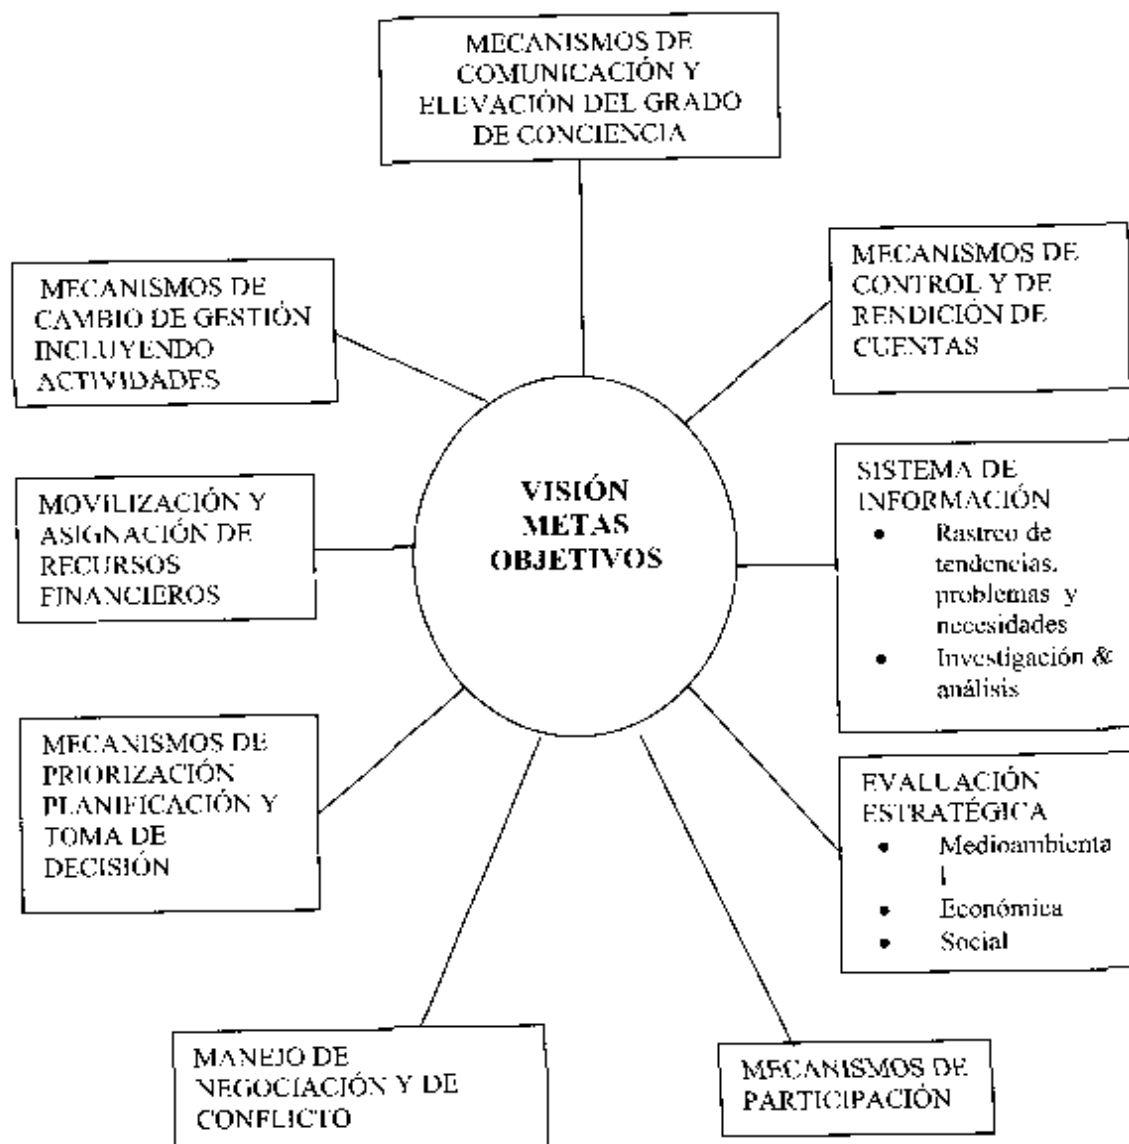 MECANISMOS DE
COMUNICACIÓN Y
ELEVACIÓN DEL GRADO
DE CONCIENCIA
MECANISMOS DE
CONTROL Y DE
RENDICIÓN DE
CUENTAS
MECANISMOS DE
CAMBIO DE GESTIÓN
INCLUYENDO
ACTIVIDADES
VISIÓN
METAS
OBJETIVOS
SISTEMA DE
INFORMACIÓN
• Rastreo de
tendencias,
problemas y
necesidades
• Investigación &
análisis
MOVILIZACIÓN Y
ASIGNACIÓN DE
RECURSOS
FINANCIEROS
MECANISMOS DE
PRIORIZACIÓN
PLANIFICACIÓN Y
TOMA DE
DECISIÓN
EVALUACIÓN
ESTRATÉGICA
• Medioambienta
l
• Económica
• Social
MANEJO DE
NEGOCIACIÓN Y DE
CONFLICTO
MECANISMOS DE
PARTICIPACIÓN